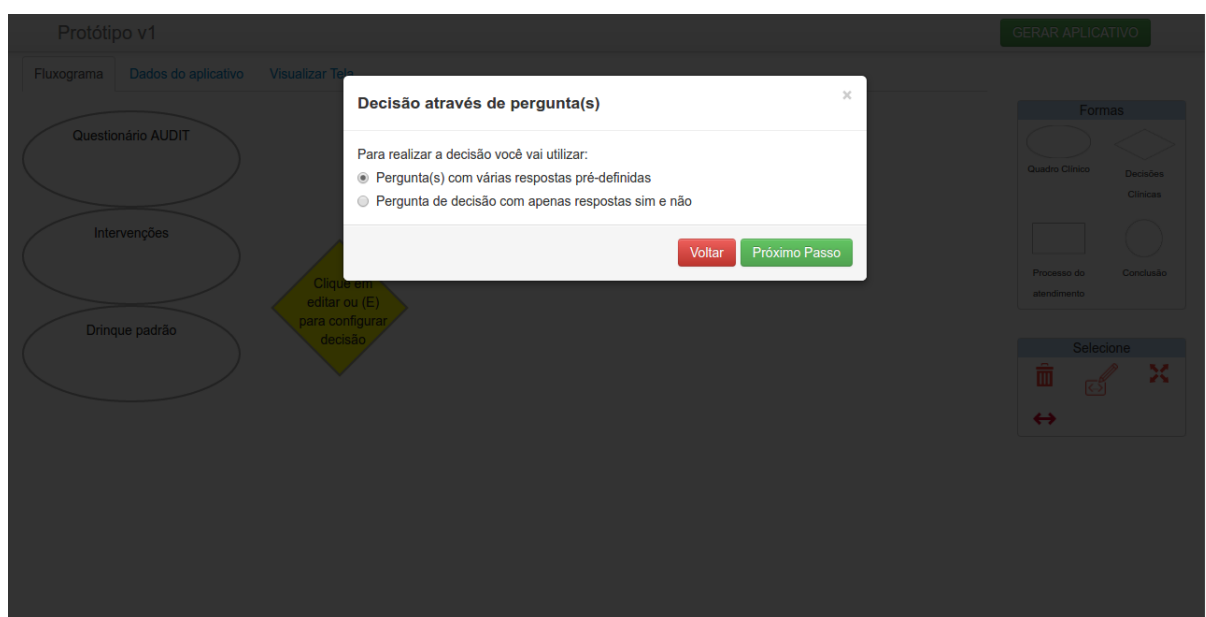 Protótipo v1
GERAR APLICATIVO
Fluxograma
Dados do aplicativo
Visualizar Tela
Decisão através de pergunta(s)
×
Para realizar a decisão você vai utilizar:
Pergunta(s) com várias respostas pré-definidas
Pergunta de decisão com apenas respostas sim e não
Voltar
Próximo Passo
Questionário AUDIT
Intervenções
Drinque padrão
Clique em
editar ou (E)
para configurar
decisão
Formas
Quadro Clínico
Decisões
Clínicas
Processo do
atendimento
Conclusão
Selecione